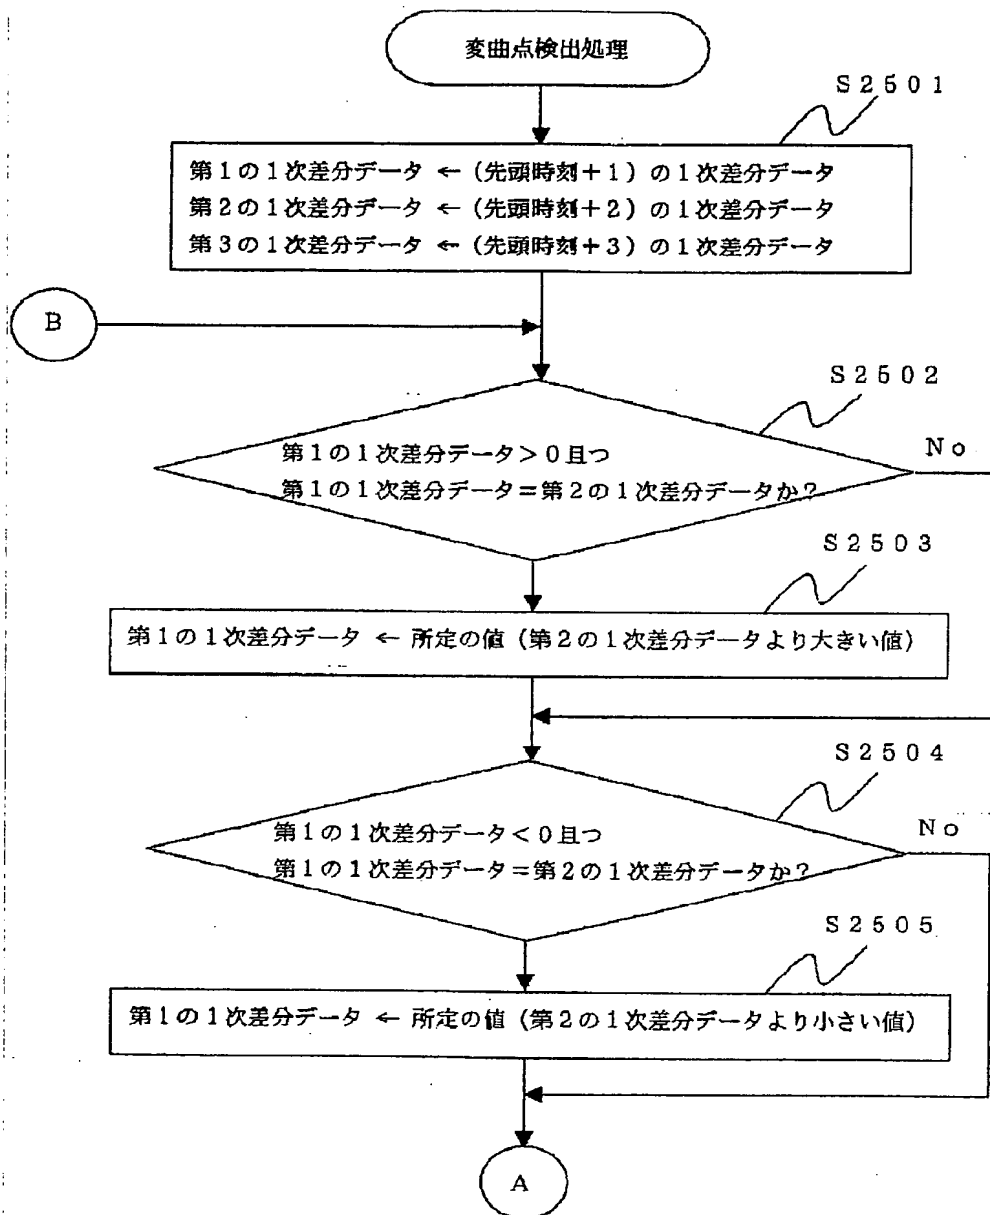 変曲点検出処理
S2501
第1の1次差分データ ← (先頭時刻+1) の1次差分データ
第2の1次差分データ ← (先頭時刻+2) の1次差分データ
第3の1次差分データ ← (先頭時刻+3) の1次差分データ
B
S2502
第1の1次差分データ>0且つ
第1の1次差分データ=第2の1次差分データか?
No
S2503
第1の1次差分データ ← 所定の値 (第2の1次差分データより大きい値)
S2504
第1の1次差分データ<0且つ
第1の1次差分データ=第2の1次差分データか?
No
S2505
第1の1次差分データ ← 所定の値 (第2の1次差分データより小さい値)
A